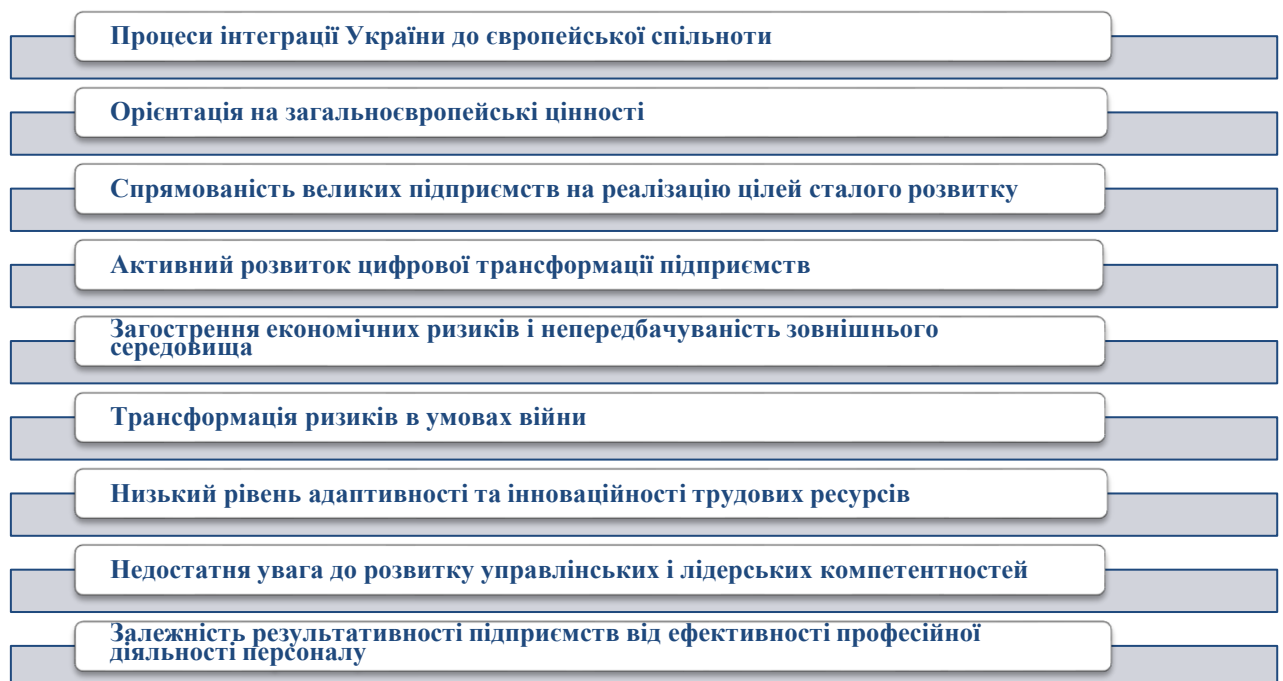 Процеси інтеграції України до європейської спільноти
Орієнтація на загальноєвропейські цінності
Спрямованість великих підприємств на реалізацію цілей сталого розвитку
Активний розвиток цифрової трансформації підприємств
Загострення економічних ризиків і непередбачуваність зовнішнього
середовища
Трансформація ризиків в умовах війни
Низький рівень адаптивності та інноваційності трудових ресурсів
Недостатня увага до розвитку управлінських і лідерських компетентностей
Залежність результативності підприємств від ефективності професійної
діяльності персоналу